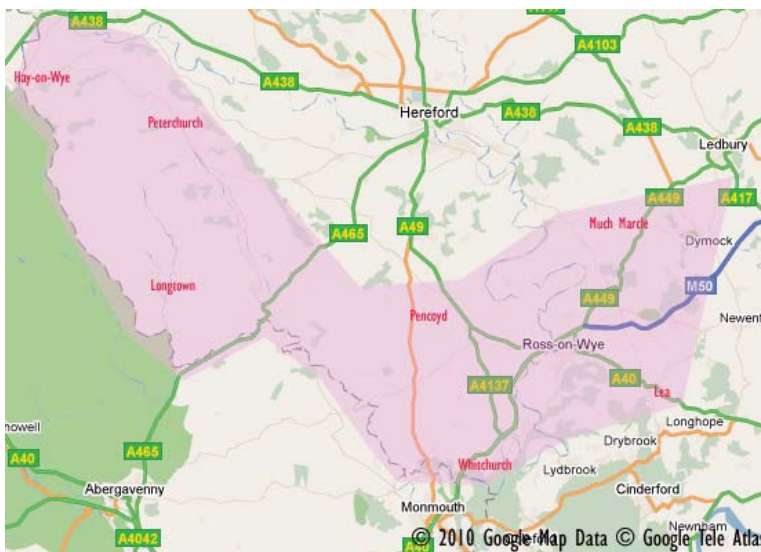 A438
A4103
Hay-on-Wye
A438
Peterchurch
Hereford
A438
A438
Ledbury
A449
A417
A465
A49
Much Marcle
Dymock
Longtown
M50
A449
Pencoyd
Newent
Ross-on-Wye
A4137
A40
Lea
Longhope
Drybrook
A40
A465
Whitchurch
Lydbrook
Cinderford
Abergavenny
Monmouth
A4042
A40
Newnham
© 2010 Google Map Data © Google Tele Atlas